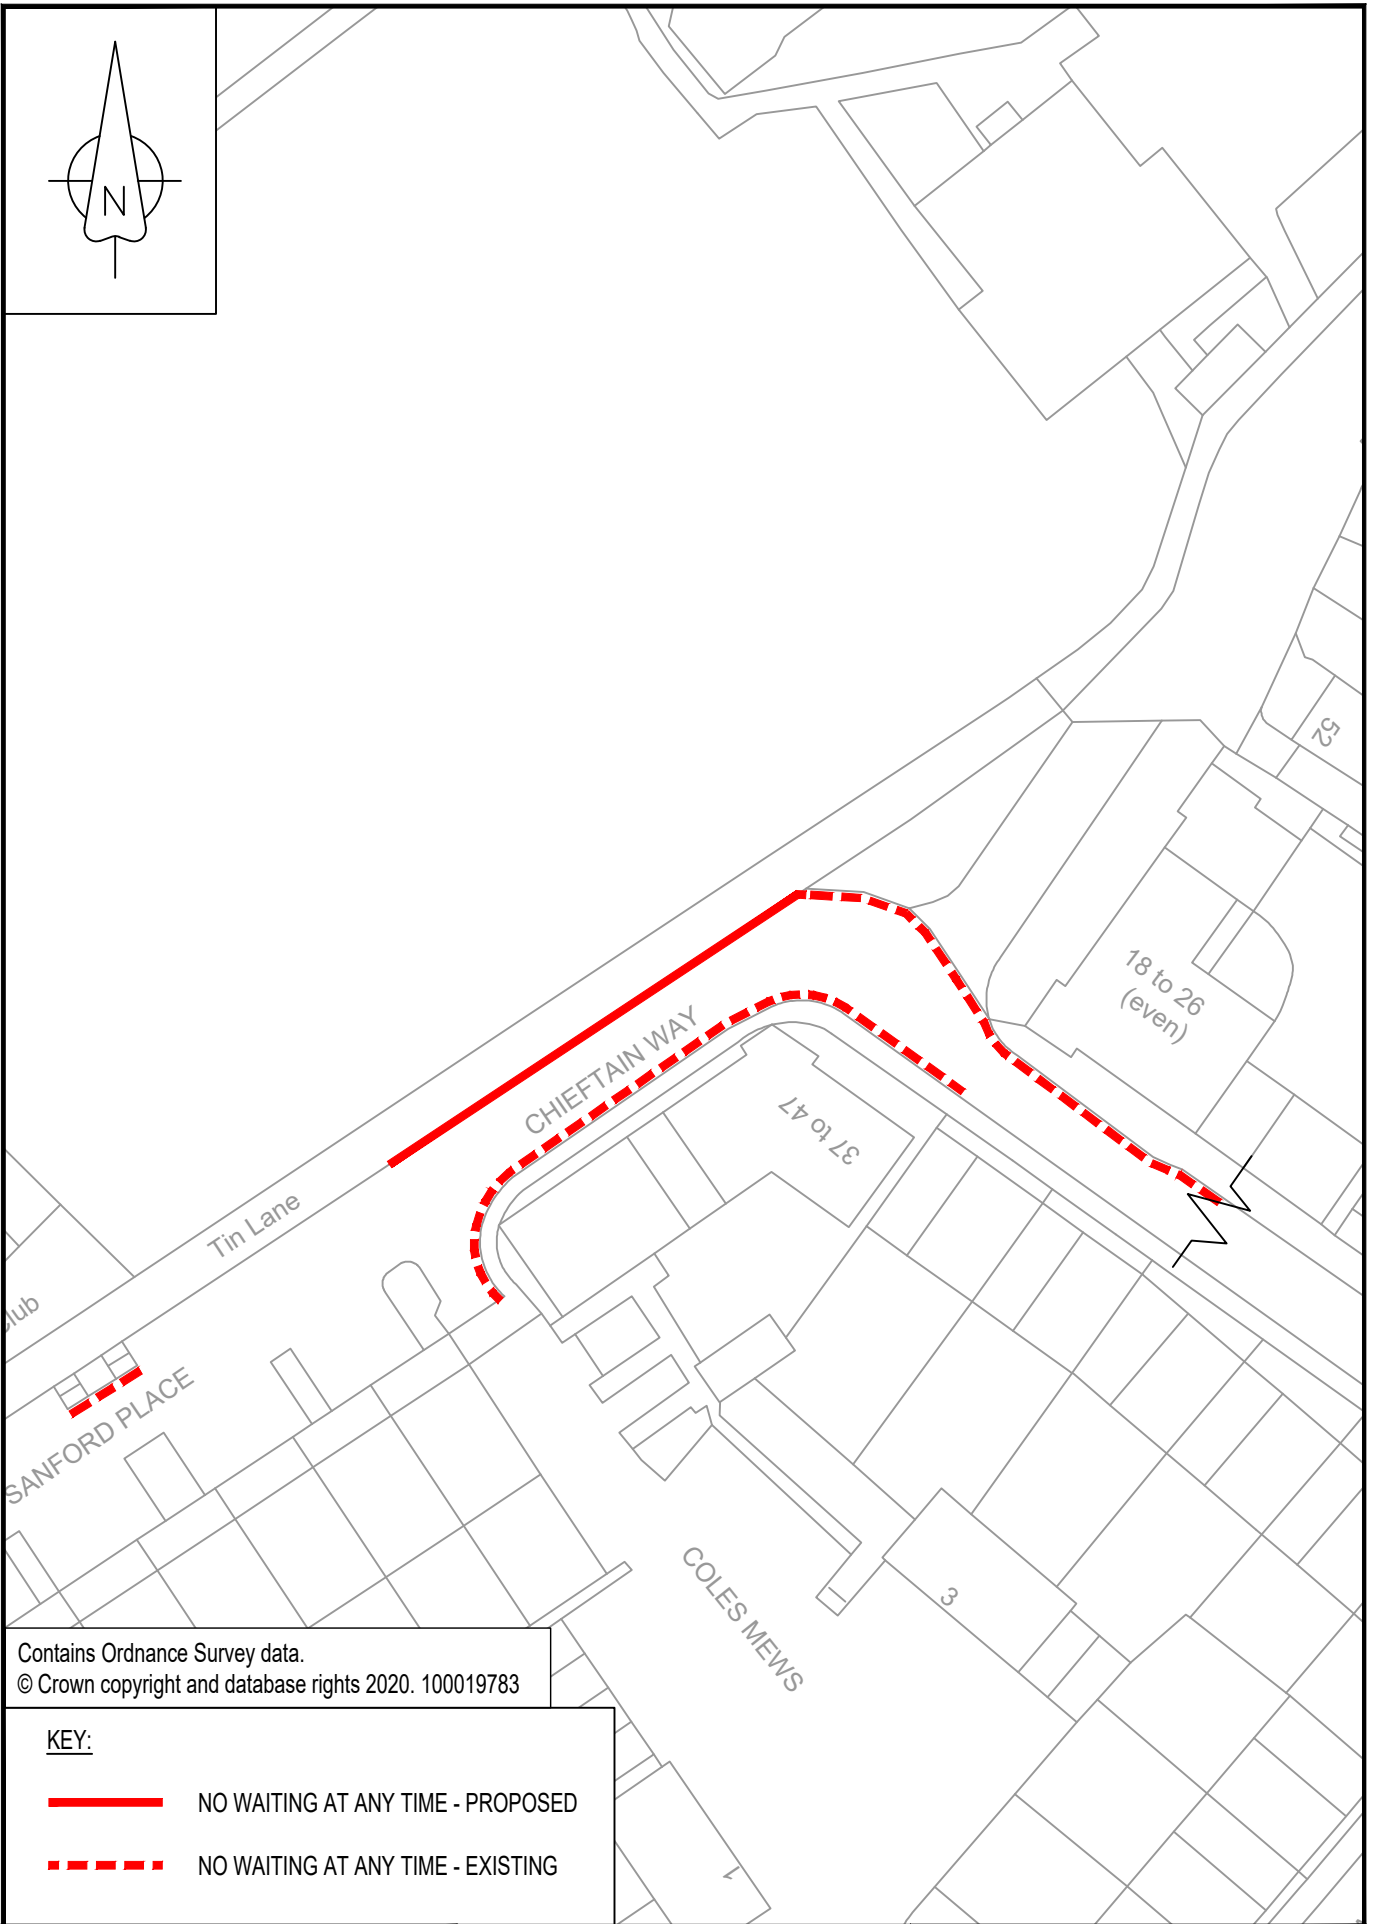 N
52
18 to 26
(even)
CHIEFTAIN WAY
37 to 47
Tin Lane
SANFORD PLACE
COLES MEWS
3
1
Contains Ordnance Survey data.
© Crown copyright and database rights 2020. 100019783
KEY:
NO WAITING AT ANY TIME - PROPOSED
NO WAITING AT ANY TIME - EXISTING